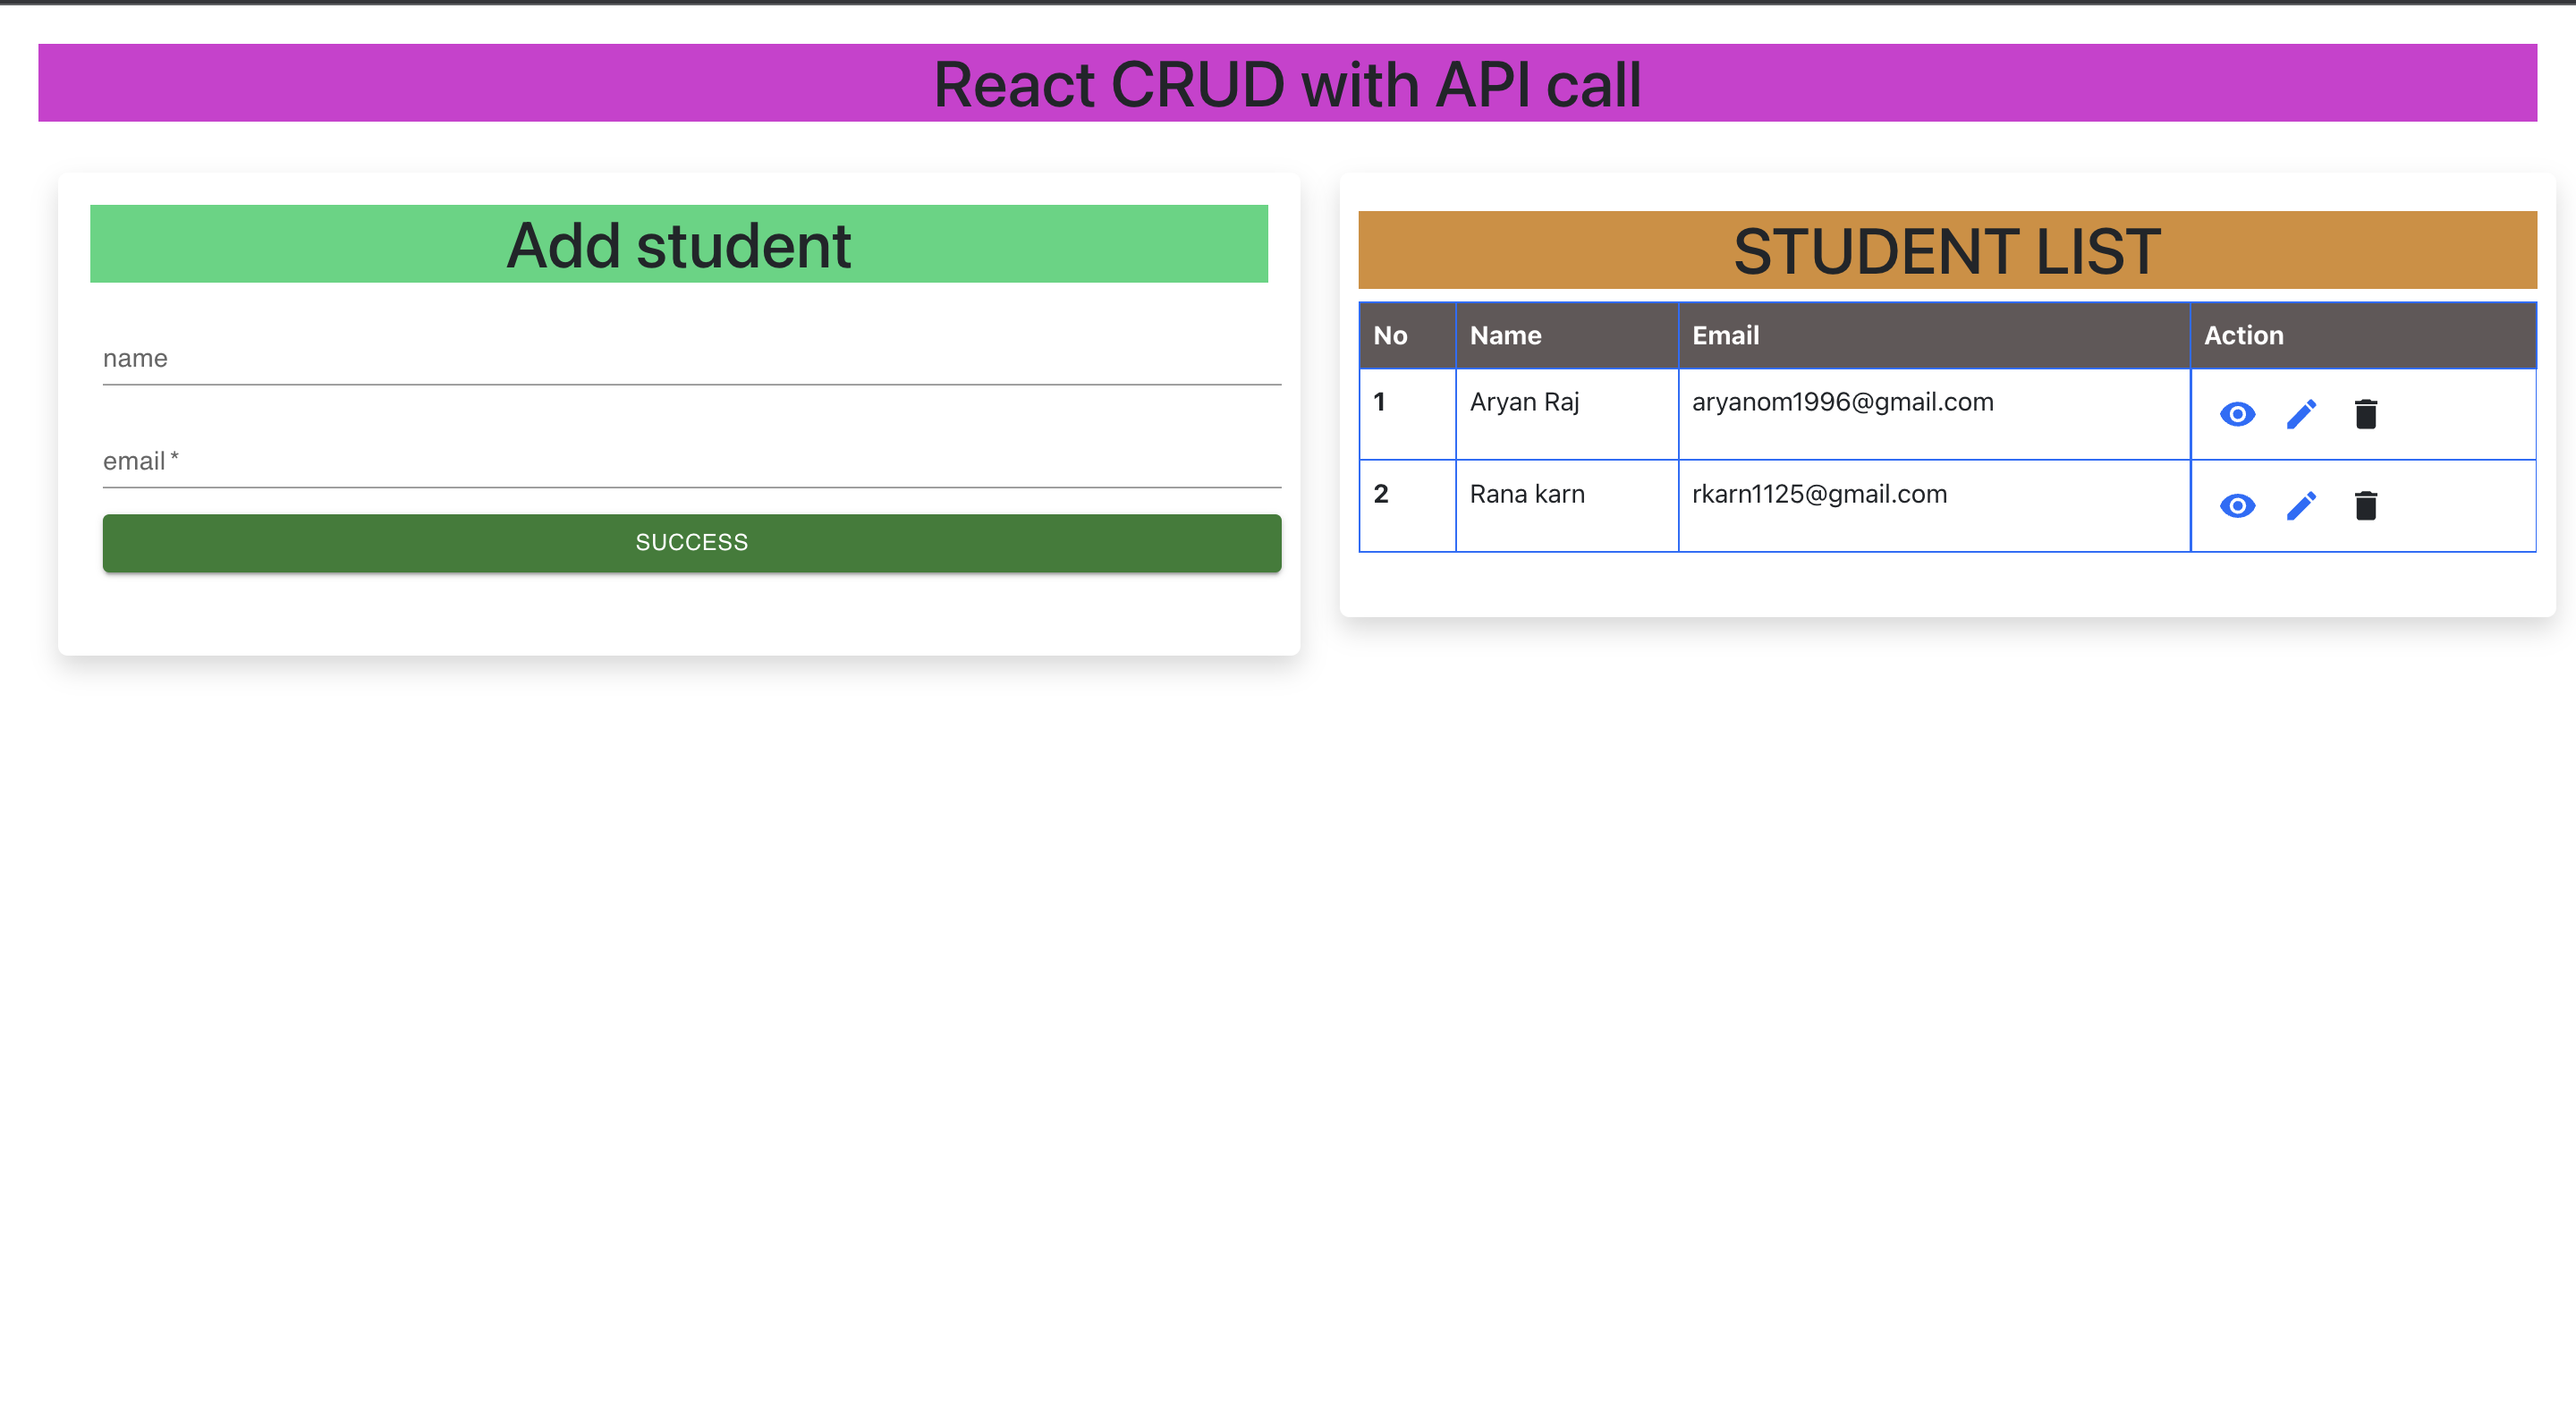 React CRUD with API call
Add student
name
email *
SUCCESS
STUDENT LIST
No Name Email Action
1 Aryan Raj aryanom1996@gmail.com
2 Rana karn rkarn1125@gmail.com